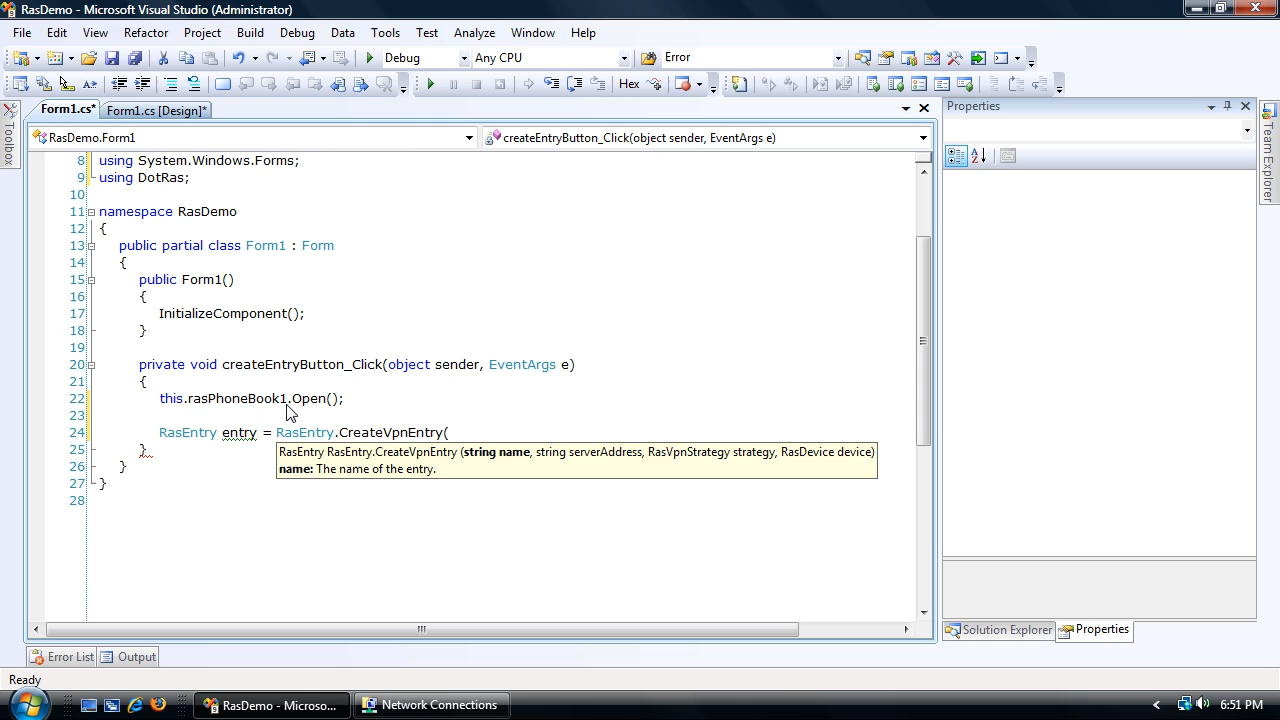 RasDemo - Microsoft Visual Studio (Administrator)
File Edit View Refactor Project Build Debug Data Tools Test Analyze Window Help
Debug Any CPU Error
Hex
Form1.cs* Form1.cs [Design]*
RasDemo.Form1 createEntryButton_Click(object sender, EventArgs e)
8 using System.Windows.Forms;
9 using DotRas;
10
11 namespace RasDemo
12 {
13 public partial class Form1 : Form
14 {
15 public Form1()
16 {
17 InitializeComponent();
18 }
19
20 private void createEntryButton_Click(object sender, EventArgs e)
21 {
22 this.rasPhoneBook1.Open();
23
24 RasEntry entry = RasEntry.CreateVpnEntry(
25 }
RasEntry RasEntry.CreateVpnEntry (string name, string serverAddress, RasVpnStrategy strategy, RasDevice device)
name: The name of the entry.
26 }
27 }
28
Toolbox
Properties
Team Explorer
Solution Explorer Properties
Error List Output
Ready
RasDemo - Microso... Network Connections 6:51 PM